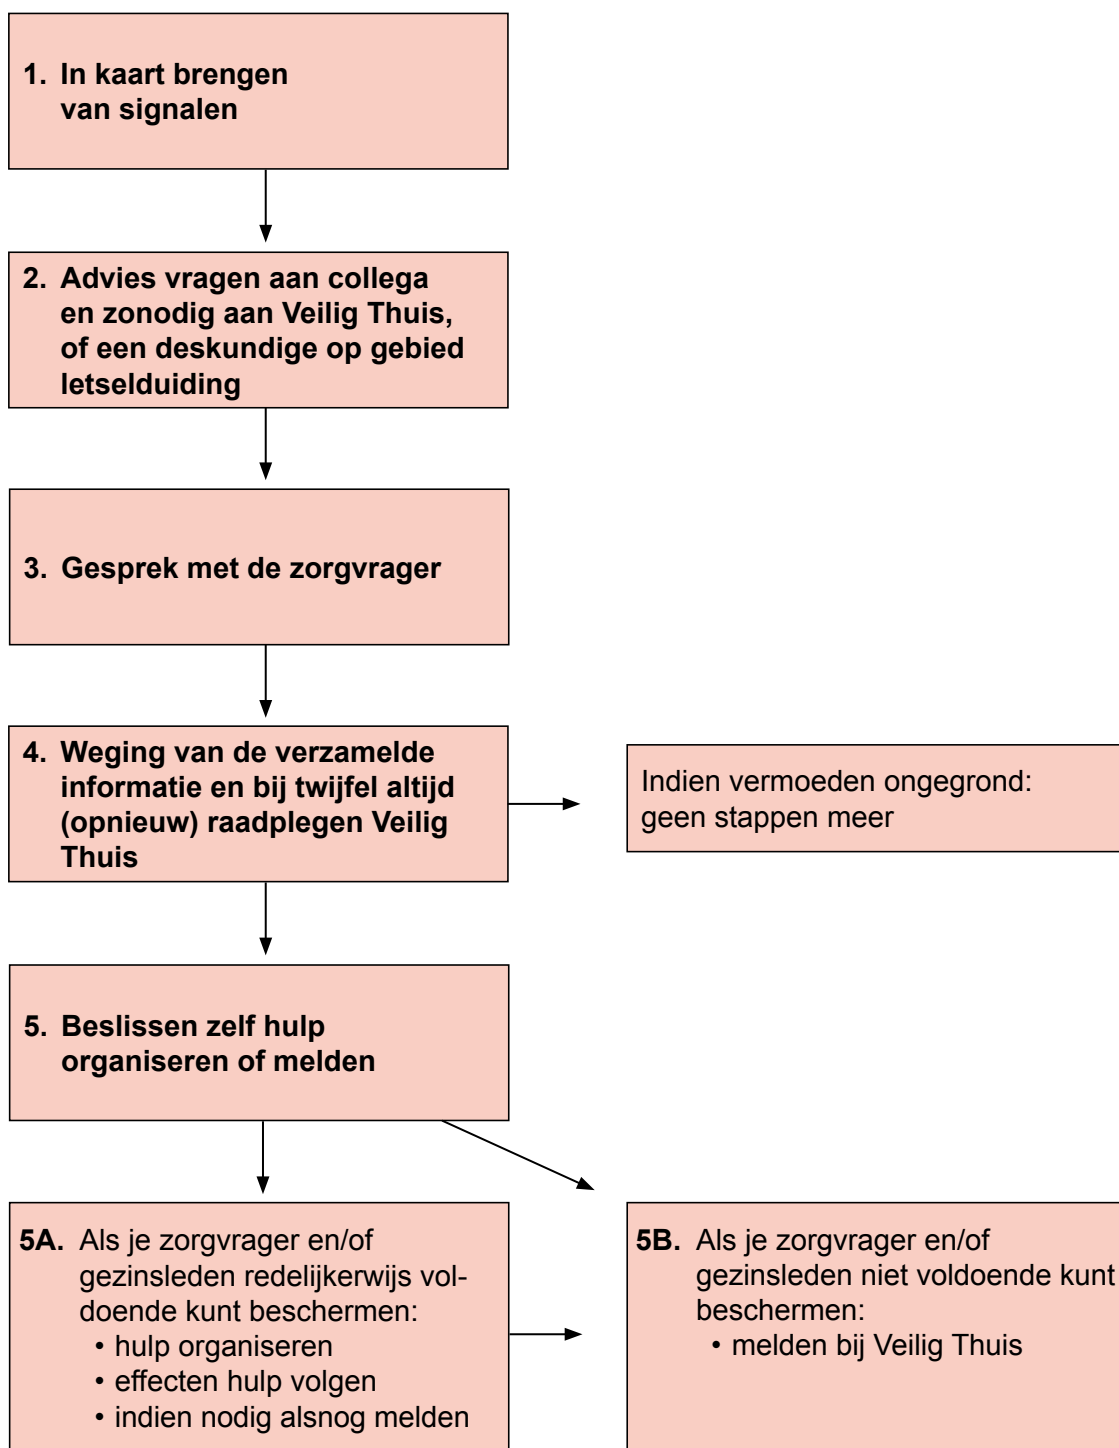 1. In kaart brengen
van signalen
2. Advies vragen aan collega
en zonodig aan Veilig Thuis,
of een deskundige op gebied
letselduiding
3. Gesprek met de zorgvrager
4. Weging van de verzamelde
informatie en bij twijfel altijd
(opnieuw) raadplegen Veilig
Thuis
Indien vermoeden ongegrond:
geen stappen meer
5. Beslissen zelf hulp
organiseren of melden
5A. Als je zorgvrager en/of
gezinsleden redelijkerwijs vol-
doende kunt beschermen:
• hulp organiseren
• effecten hulp volgen
• indien nodig alsnog melden
5B. Als je zorgvrager en/of
gezinsleden niet voldoende kunt
beschermen:
• melden bij Veilig Thuis